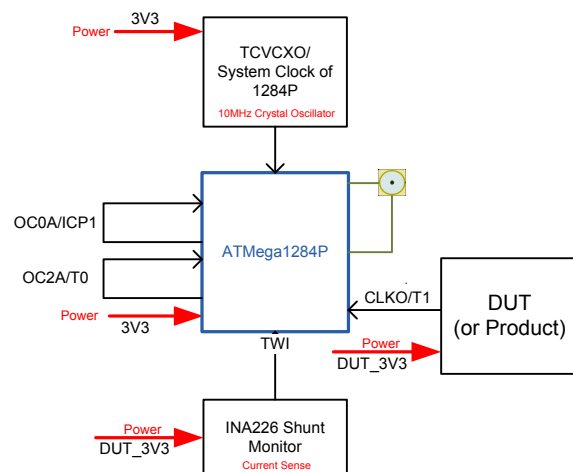 3V3
Power
TCVCXO/
System Clock of
1284P
10MHz Crystal Oscillator
OC0A/ICP1
ATMega1284P
OC2A/T0
CLKO/T1
DUT
(or Product)
Power
3V3
TWI
Power
DUT_3V3
Power
DUT_3V3
INA226 Shunt
Monitor
Current Sense